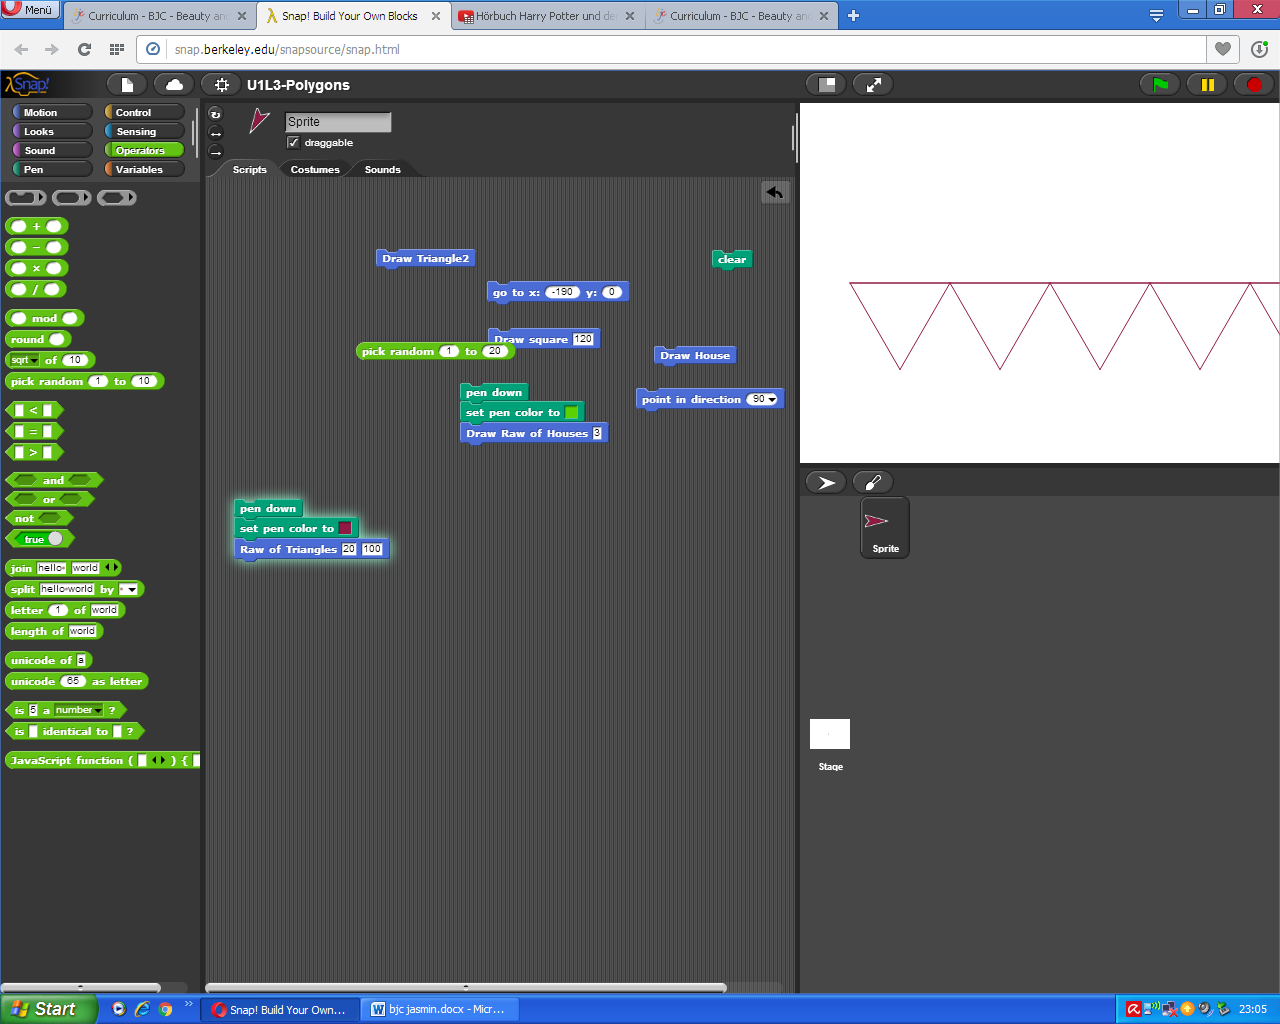 Menü
Curriculum - BJC - Beauty an
Snap! Build Your Own Blocks
Hörbuch Harry Potter und de
Curriculum - BJC - Beauty an
snap.berkeley.edu/snapsource/snap.html
Snap!
U1L3-Polygons
Motion
Control
Looks
Sensing
Sound
Operators
Pen
Variables
Sprite
draggable
Scripts
Costumes
Sounds
+
−
×
/
mod
round
sqrt of 10
pick random 1 to 10
<
=
>
and
or
not
true
join hello world
split hello world by
letter 1 of world
length of world
unicode of a
unicode 65 as letter
is 5 a number ?
is identical to ?
JavaScript function ( ) {
Draw Triangle2
clear
go to x: -190 y: 0
Draw square 120
pick random 1 to 20
Draw House
pen down
set pen color to
Draw Raw of Houses 3
point in direction 90
pen down
set pen color to
Raw of Triangles 20 100
Sprite
Stage
Start
Snap! Build Your Own...
bjc jasmin.docx - Micr...
23:05